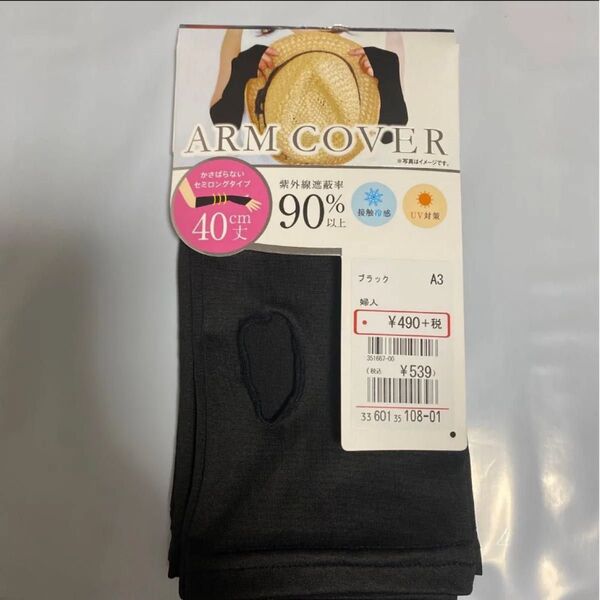 ARM COVER
※写真はイメージです。
かさばらない
セミロングタイプ
40cm丈
紫外線遮蔽率
90%以上
接触冷感
UV対策
ブラック A3
婦人
¥490+税
351667-00
(税込) ¥539)
33 601 35 108-01